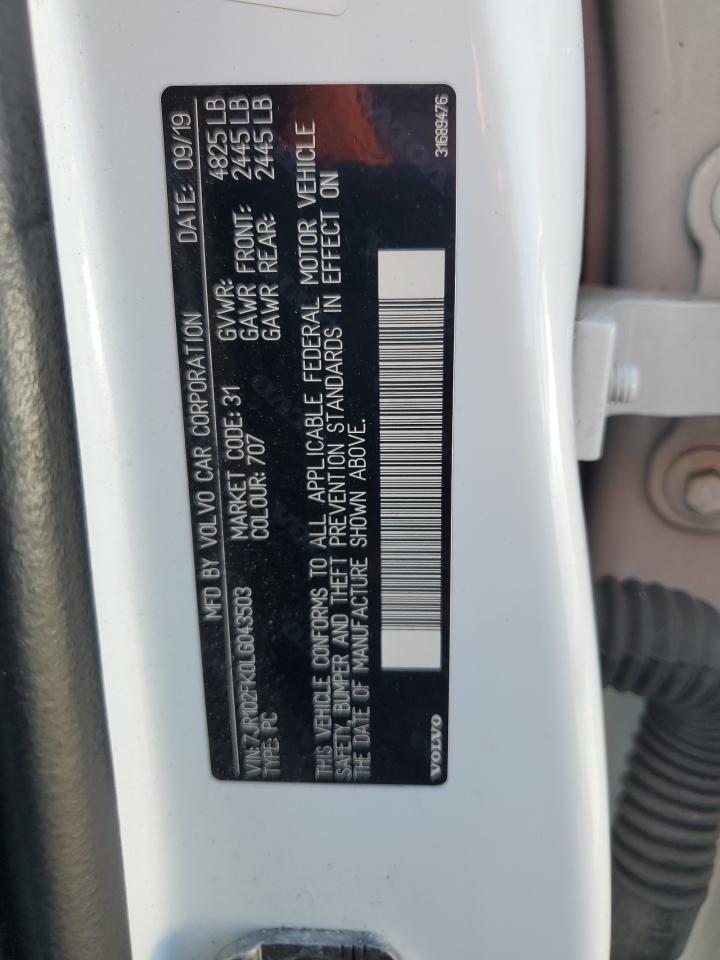 MFD BY VOLVO CAR CORPORATION DATE: 09/19
VIN: 7JR102FK0LG043503 MARKET CODE: 31 GVWR: 4825 LB
TYPE: PC COLOUR: 707 GAWR FRONT: 2445 LB
GAWR REAR: 2445 LB
THIS VEHICLE CONFORMS TO ALL APPLICABLE FEDERAL MOTOR VEHICLE
SAFETY, BUMPER AND THEFT PREVENTION STANDARDS IN EFFECT ON
THE DATE OF MANUFACTURE SHOWN ABOVE.
VOLVO 31689476